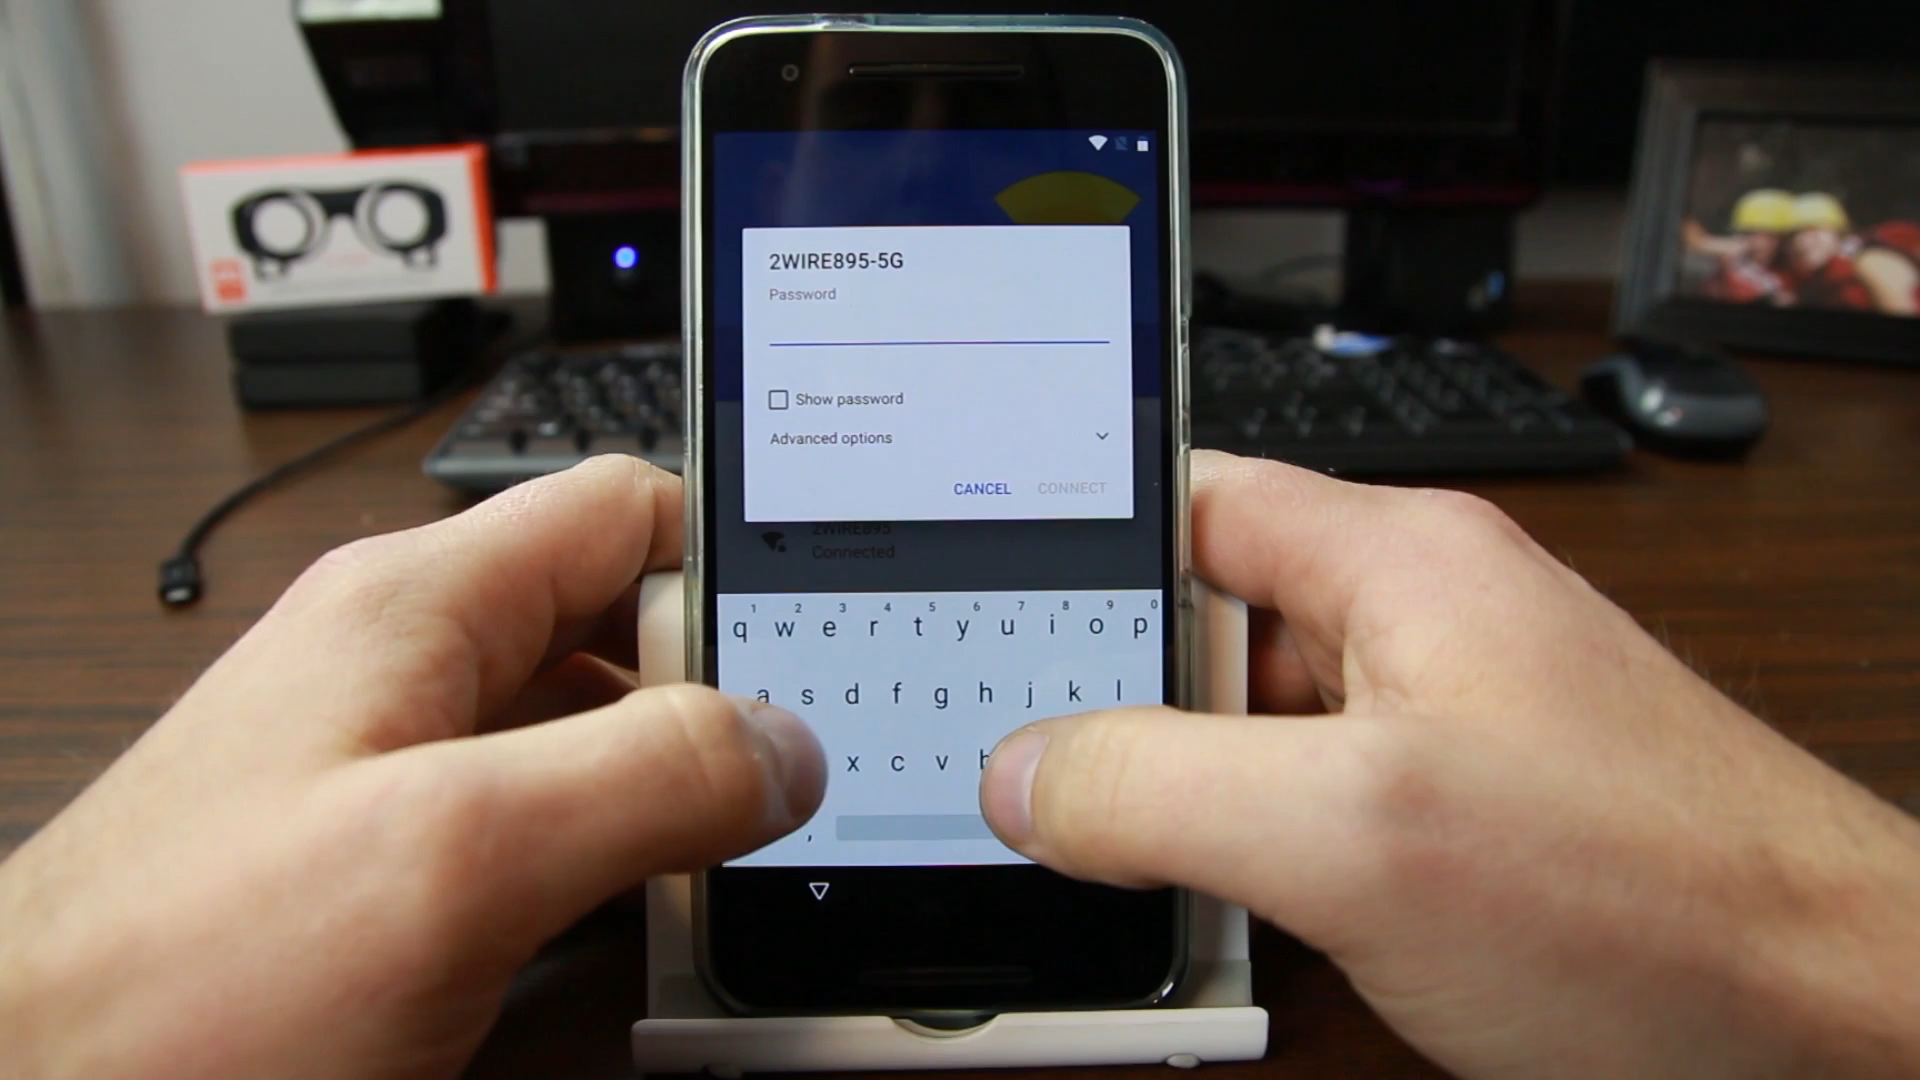 2WIRE895-5G
Password
Show password
Advanced options
CANCEL CONNECT
2WIRE895
Connected
1 2 3 4 5 6 7 8 9 0
q w e r t y u i o p
a s d f g h j k l
x c v b
,